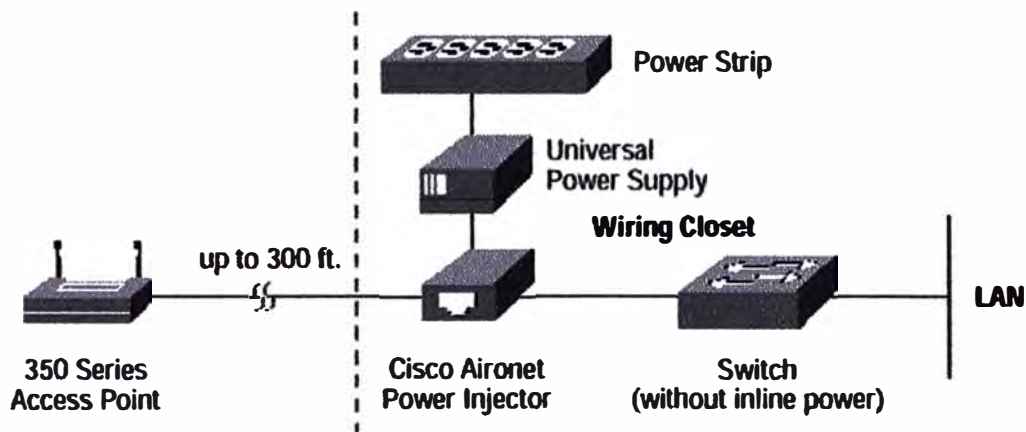 Power Strip
Universal
Power Supply
Wiring Closet
up to 300 ft.
LAN
350 Series
Access Point
Cisco Aironet
Power Injector
Switch
(without inline power)